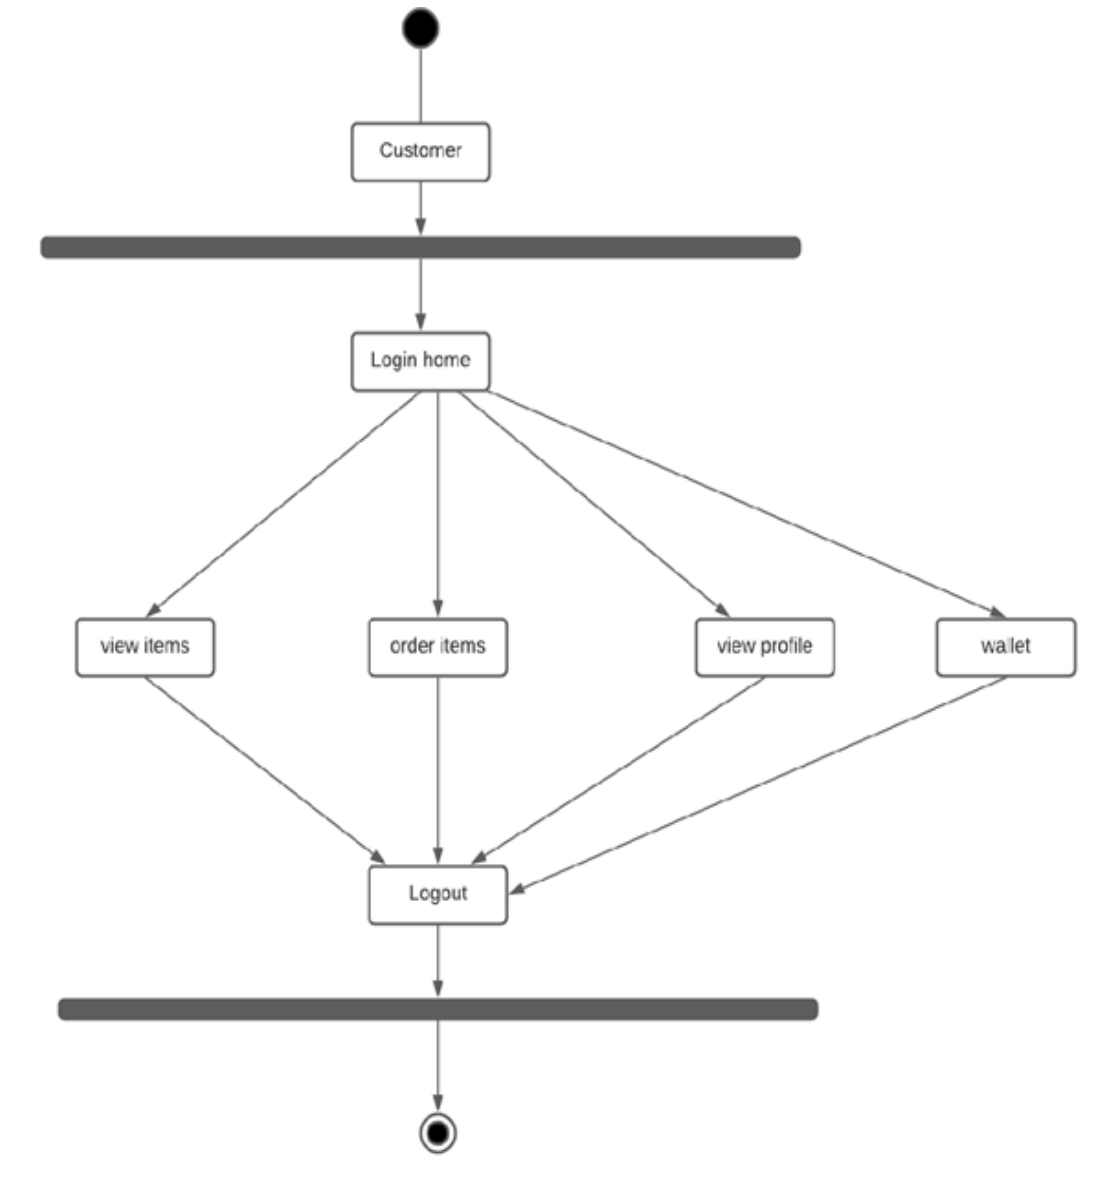 Customer
Login home
view items
order items
view profile
wallet
Logout